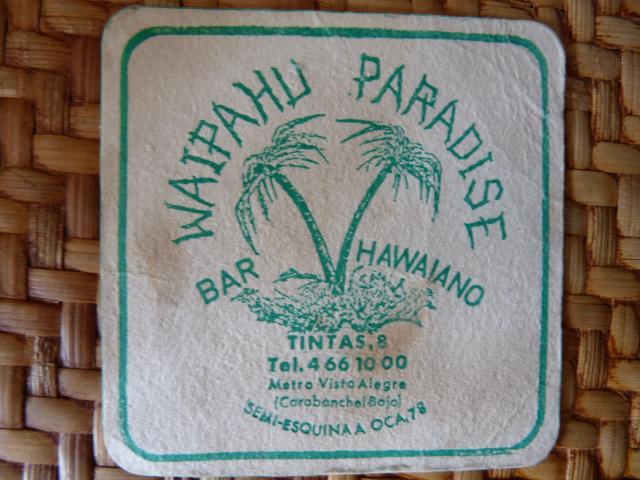 WAIPAHU PARADISE
BAR HAWAIANO
TINTAS, 8
Tel. 4 66 10 00
Metro Vista Alegre
(Carabanchel Bajo)
SEMI-ESQUINA A OCA, 78